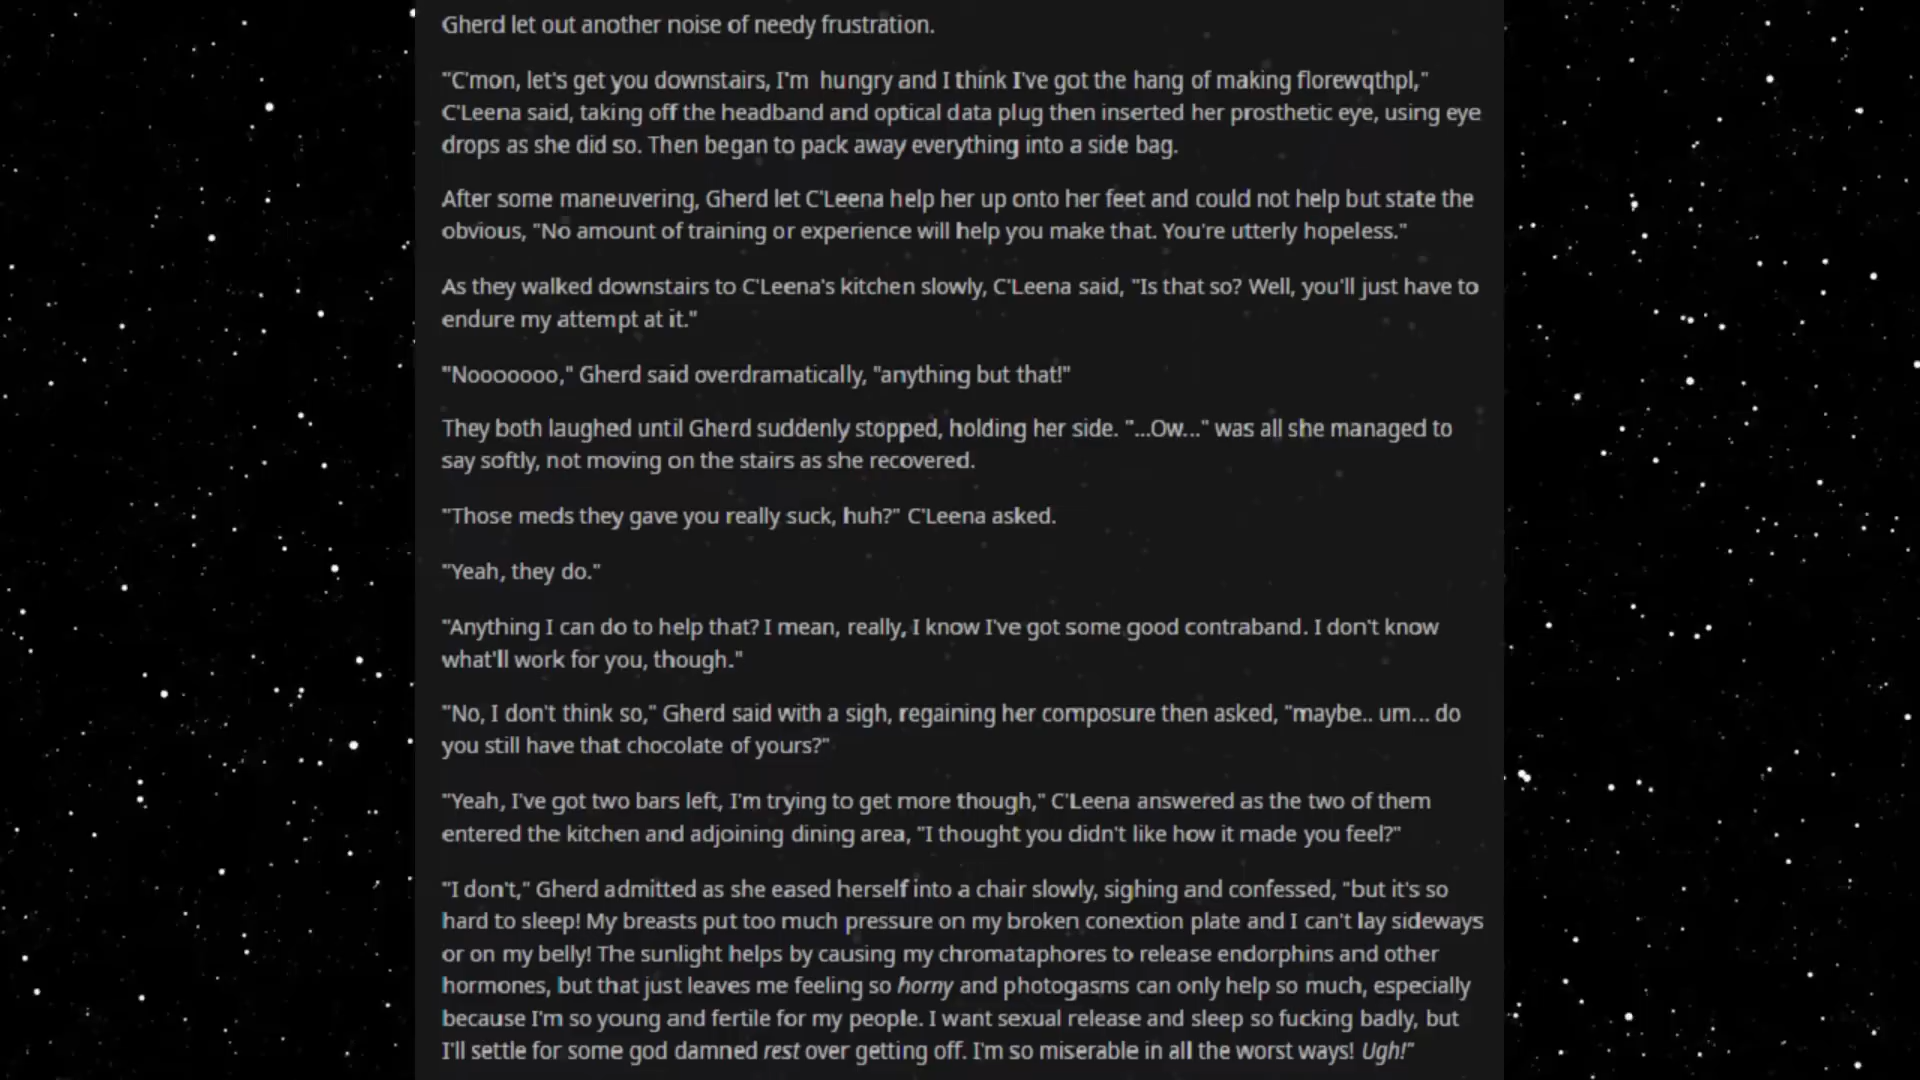 Gherd let out another noise of needy frustration.
"C'mon, let's get you downstairs, I'm  hungry and I think I've got the hang of making florewqthpl,"
C'Leena said, taking off the headband and optical data plug then inserted her prosthetic eye, using eye
drops as she did so. Then began to pack away everything into a side bag.
After some maneuvering, Gherd let C'Leena help her up onto her feet and could not help but state the
obvious, "No amount of training or experience will help you make that. You're utterly hopeless."
As they walked downstairs to C'Leena's kitchen slowly, C'Leena said, "Is that so? Well, you'll just have to
endure my attempt at it."
"Nooooooo," Gherd said overdramatically, "anything but that!"
They both laughed until Gherd suddenly stopped, holding her side. "...Ow..." was all she managed to
say softly, not moving on the stairs as she recovered.
"Those meds they gave you really suck, huh?" C'Leena asked.
"Yeah, they do."
"Anything I can do to help that? I mean, really, I know I've got some good contraband. I don't know
what'll work for you, though."
"No, I don't think so," Gherd said with a sigh, regaining her composure then asked, "maybe.. um... do
you still have that chocolate of yours?"
"Yeah, I've got two bars left, I'm trying to get more though," C'Leena answered as the two of them
entered the kitchen and adjoining dining area, "I thought you didn't like how it made you feel?"
"I don't," Gherd admitted as she eased herself into a chair slowly, sighing and confessed, "but it's so
hard to sleep! My breasts put too much pressure on my broken conextion plate and I can't lay sideways
or on my belly! The sunlight helps by causing my chromataphores to release endorphins and other
hormones, but that just leaves me feeling so horny and photogasms can only help so much, especially
because I'm so young and fertile for my people. I want sexual release and sleep so fucking badly, but
I'll settle for some god damned rest over getting off. I'm so miserable in all the worst ways! Ugh!"